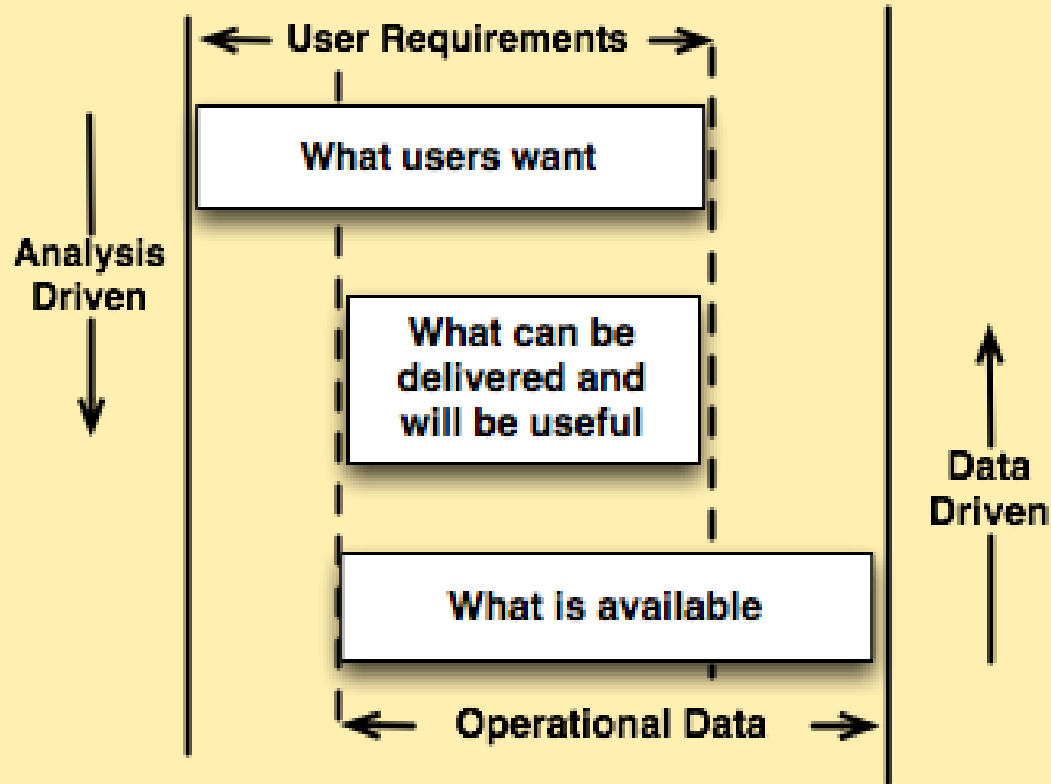 User Requirements
What users want
Analysis
Driven
What can be
delivered and
will be useful
Data
Driven
What is available
Operational Data